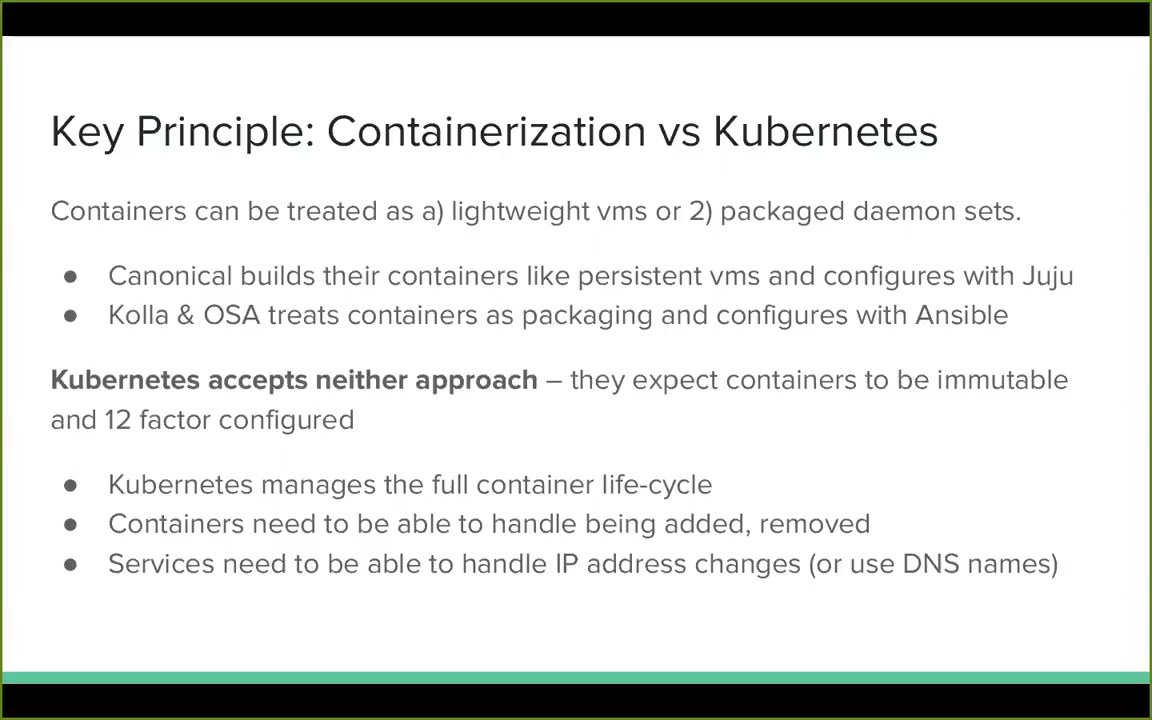 Key Principle: Containerization vs Kubernetes
Containers can be treated as a) lightweight vms or 2) packaged daemon sets.
● Canonical builds their containers like persistent vms and configures with Juju
● Kolla & OSA treats containers as packaging and configures with Ansible
Kubernetes accepts neither approach – they expect containers to be immutable
and 12 factor configured
● Kubernetes manages the full container life-cycle
● Containers need to be able to handle being added, removed
● Services need to be able to handle IP address changes (or use DNS names)